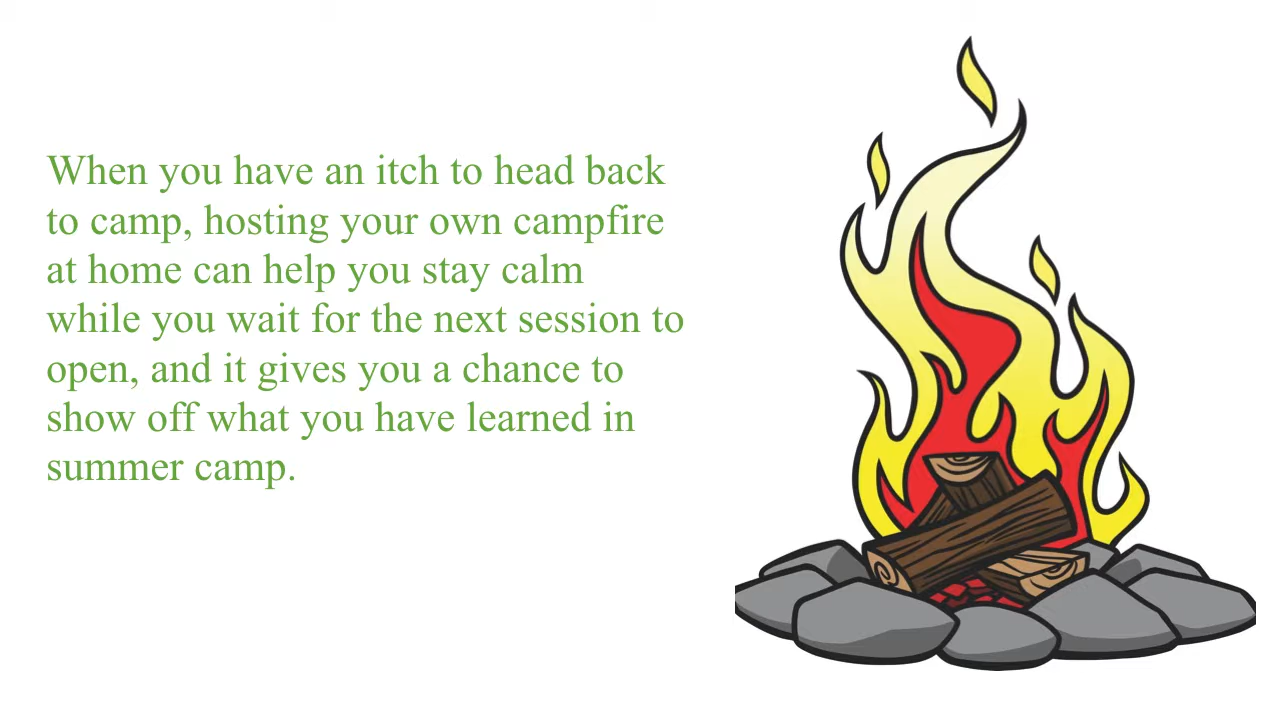 When you have an itch to head back
to camp, hosting your own campfire
at home can help you stay calm
while you wait for the next session to
open, and it gives you a chance to
show off what you have learned in
summer camp.